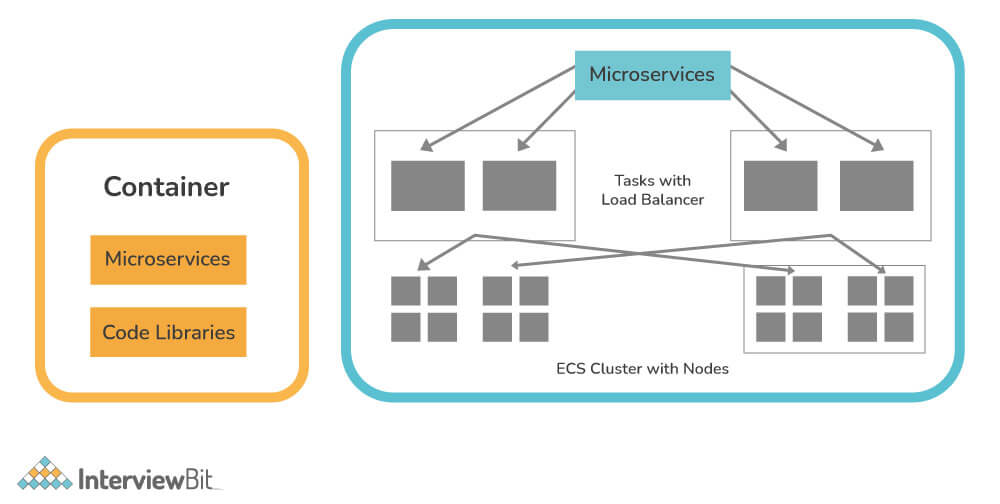 Container
Microservices
Code Libraries
Microservices
Tasks with
Load Balancer
ECS Cluster with Nodes
InterviewBit